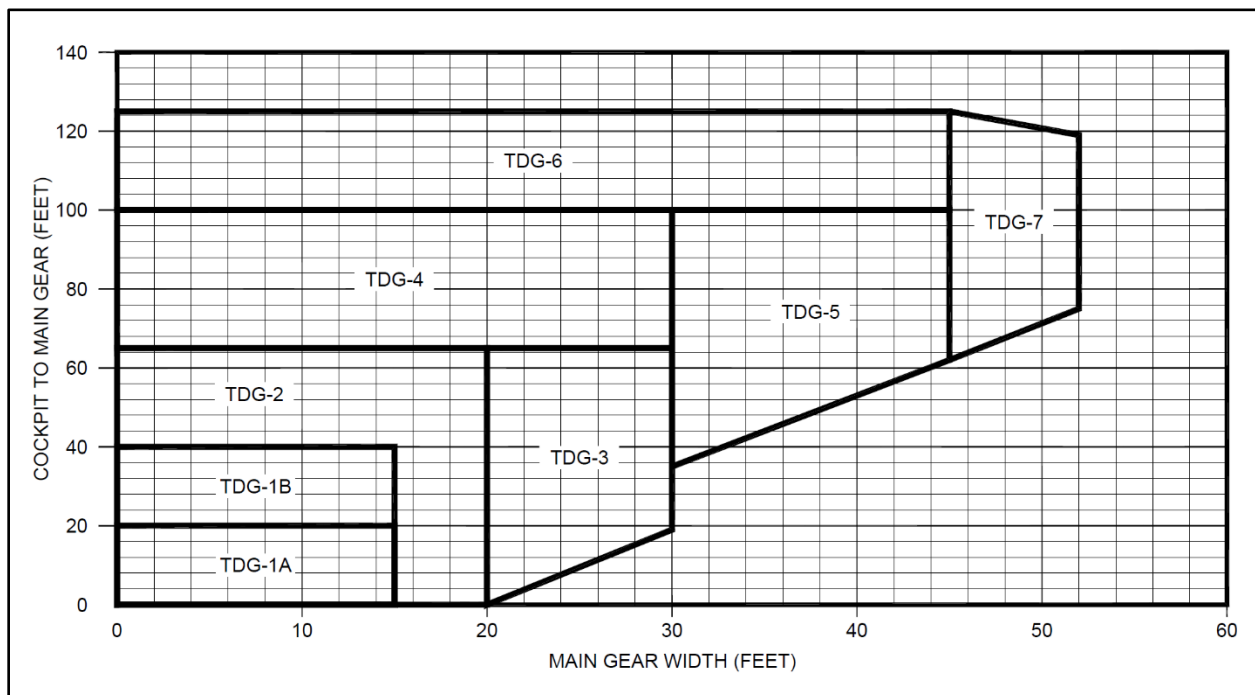 140
120
100
80
60
40
20
0
COCKPIT TO MAIN GEAR (FEET)
TDG-6
TDG-7
TDG-4
TDG-5
TDG-2
TDG-3
TDG-1B
TDG-1A
0 10 20 30 40 50 60
MAIN GEAR WIDTH (FEET)